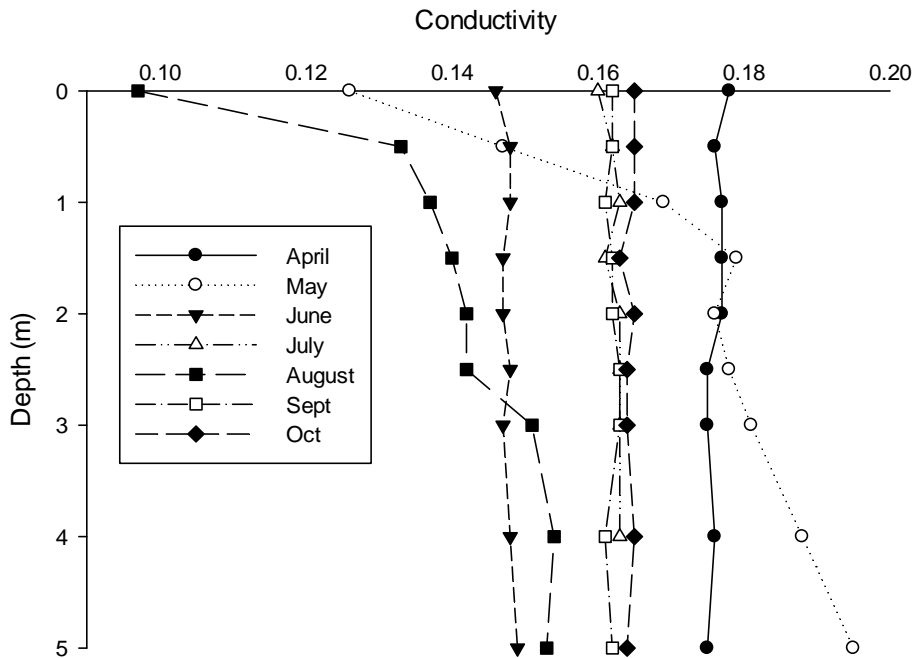 Conductivity
0.10 0.12 0.14 0.16 0.18 0.20
0
1
2
3
4
5
Depth (m)
April
May
June
July
August
Sept
Oct